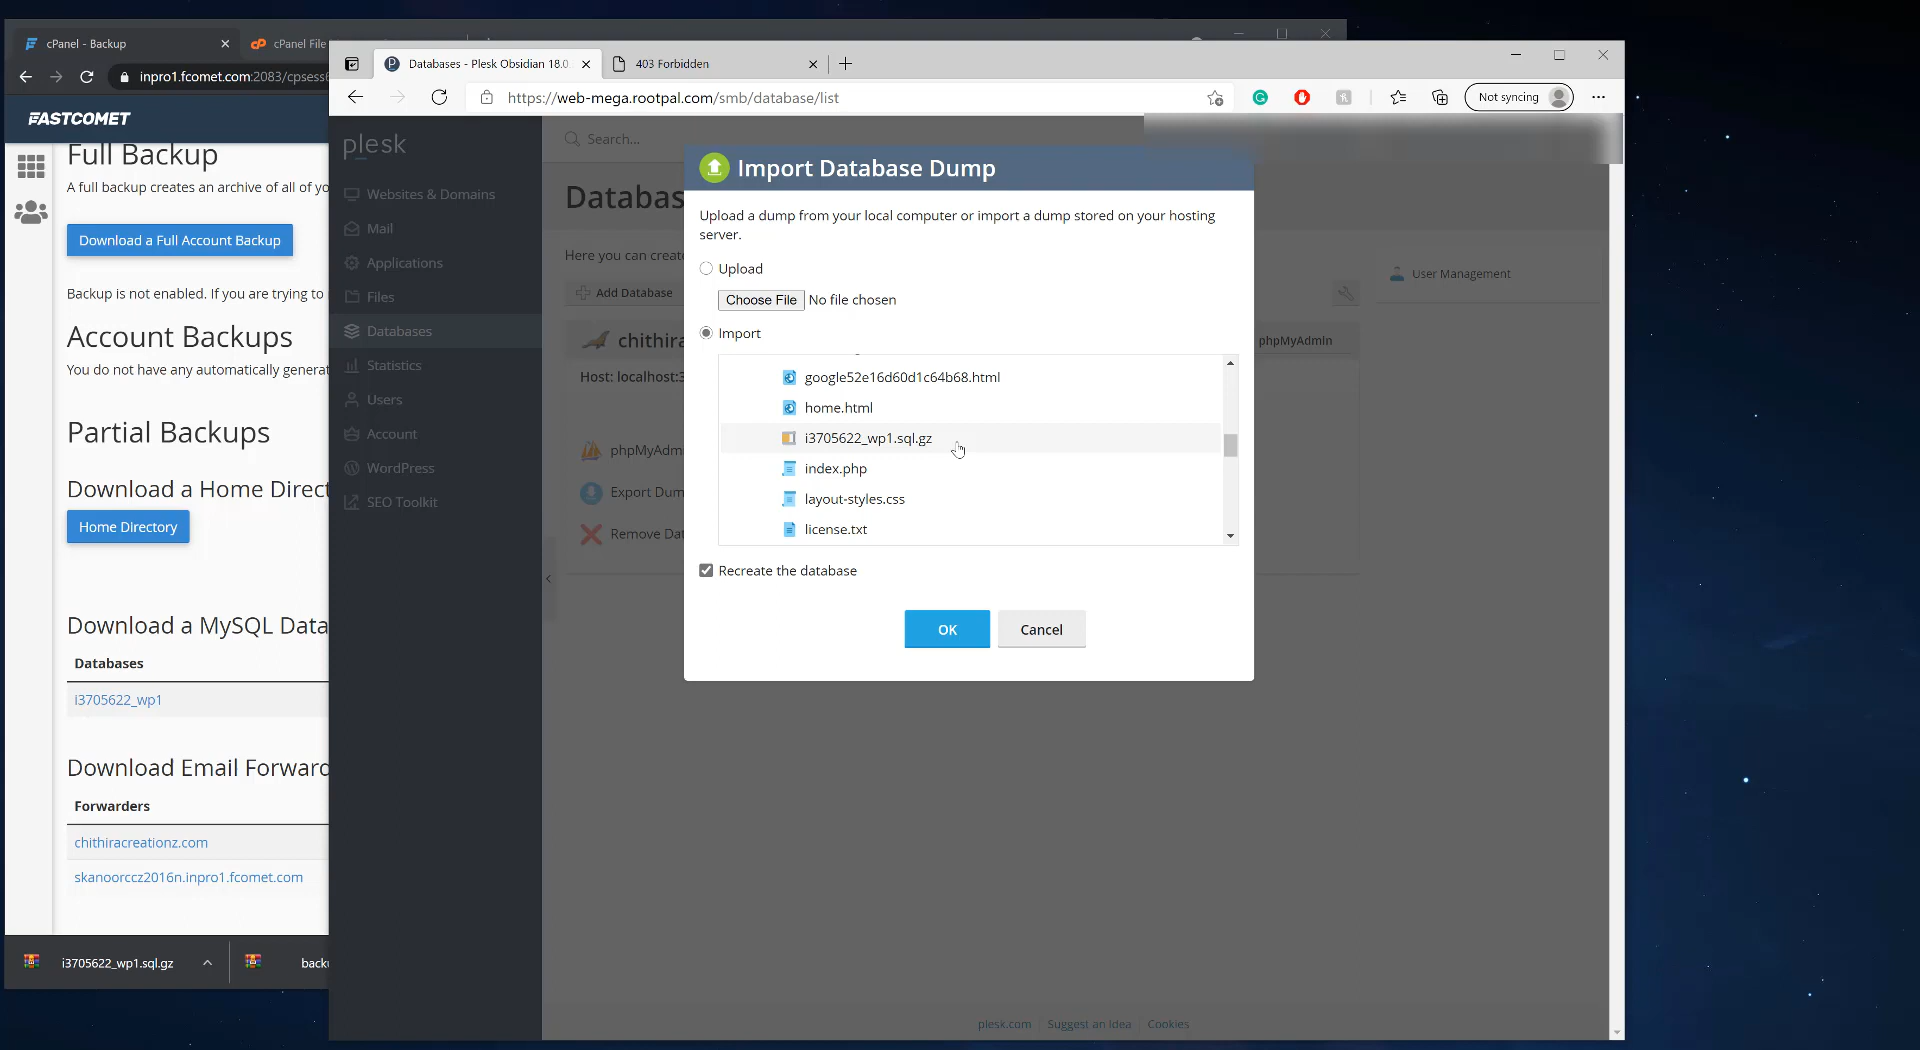 cPanel - Backup
cPanel File
inpro1.fcomet.com:2083/cpsess
FASTCOMET
Full Backup
A full backup creates an archive of all of yo
Download a Full Account Backup
Backup is not enabled. If you are trying to
Account Backups
You do not have any automatically generat
Partial Backups
Download a Home Direct
Home Directory
Download a MySQL Data
Databases
i3705622_wp1
Download Email Forward
Forwarders
chithiracreationz.com
skanoorccz2016n.inpro1.fcomet.com
i3705622_wp1.sql.gz
backu
Databases - Plesk Obsidian 18.0
403 Forbidden
https://web-mega.rootpal.com/smb/database/list
Not syncing
plesk
Websites & Domains
Mail
Applications
Files
Databases
Statistics
Users
Account
WordPress
SEO Toolkit
Search...
Databas
Here you can create
Add Database
chithira
phpMyAdmin
Host: localhost:3
phpMyAdm
Export Dum
Remove Dat
User Management
Import Database Dump
Upload a dump from your local computer or import a dump stored on your hosting
server.
Upload
Choose File No file chosen
Import
google52e16d60d1c64b68.html
home.html
i3705622_wp1.sql.gz
index.php
layout-styles.css
license.txt
Recreate the database
OK
Cancel
plesk.com
Suggest an Idea
Cookies